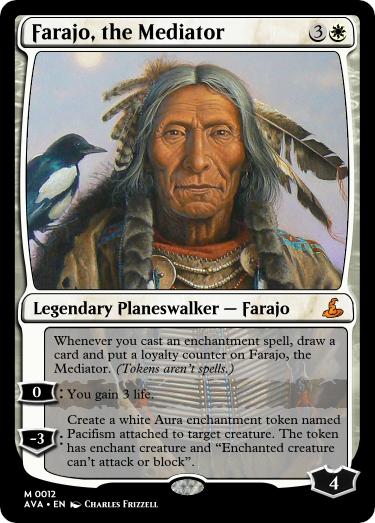 Farajo, the Mediator 3
Legendary Planeswalker — Farajo
Whenever you cast an enchantment spell, draw a
card and put a loyalty counter on Farajo, the
Mediator. (Tokens aren't spells.)
0 : You gain 3 life.
Create a white Aura enchantment token named
-3 : Pacifism attached to target creature. The token
has enchant creature and “Enchanted creature
can't attack or block”.
4
M 0012
AVA • EN CHARLES FRIZZELL